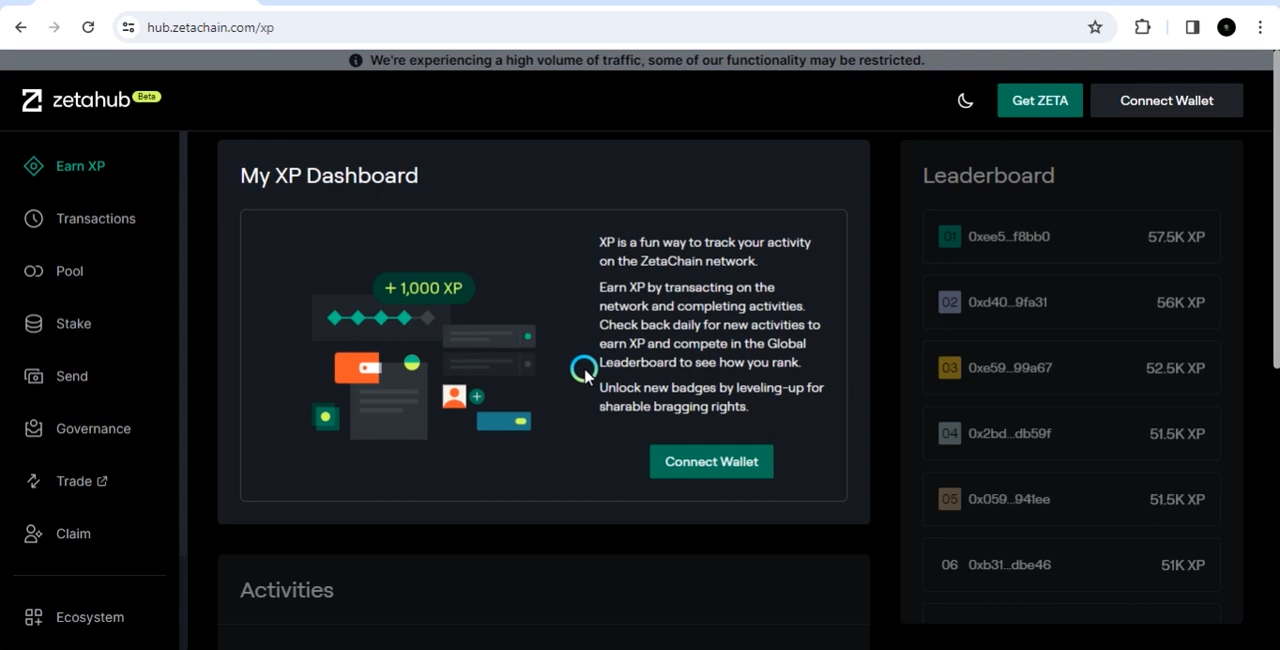 hub.zetachain.com/xp
We're experiencing a high volume of traffic, some of our functionality may be restricted.
zetahub Beta
Get ZETA
Connect Wallet
Earn XP
Transactions
Pool
Stake
Send
Governance
Trade
Claim
Ecosystem
My XP Dashboard
+ 1,000 XP
XP is a fun way to track your activity
on the ZetaChain network.
Earn XP by transacting on the
network and completing activities.
Check back daily for new activities to
earn XP and compete in the Global
Leaderboard to see how you rank.
Unlock new badges by leveling-up for
sharable bragging rights.
Connect Wallet
Activities
Leaderboard
01 0xee5...f8bb0 57.5K XP
02 0xd40...9fa31 56K XP
03 0xe59...99a67 52.5K XP
04 0x2bd...db59f 51.5K XP
05 0x059...941ee 51.5K XP
06 0xb31...dbe46 51K XP